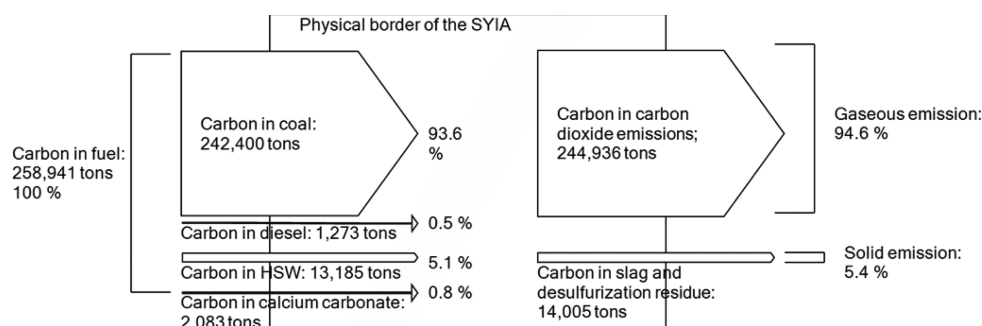 Physical border of the SYIA
Carbon in fuel:
258,941 tons
100 %
Carbon in coal:
242,400 tons
93.6
%
Carbon in diesel: 1,273 tons
0.5 %
Carbon in HSW: 13,185 tons
5.1 %
Carbon in calcium carbonate:
2,083 tons
0.8 %
Carbon in carbon
dioxide emissions;
244,936 tons
Gaseous emission:
94.6 %
Carbon in slag and
desulfurization residue:
14,005 tons
Solid emission:
5.4 %